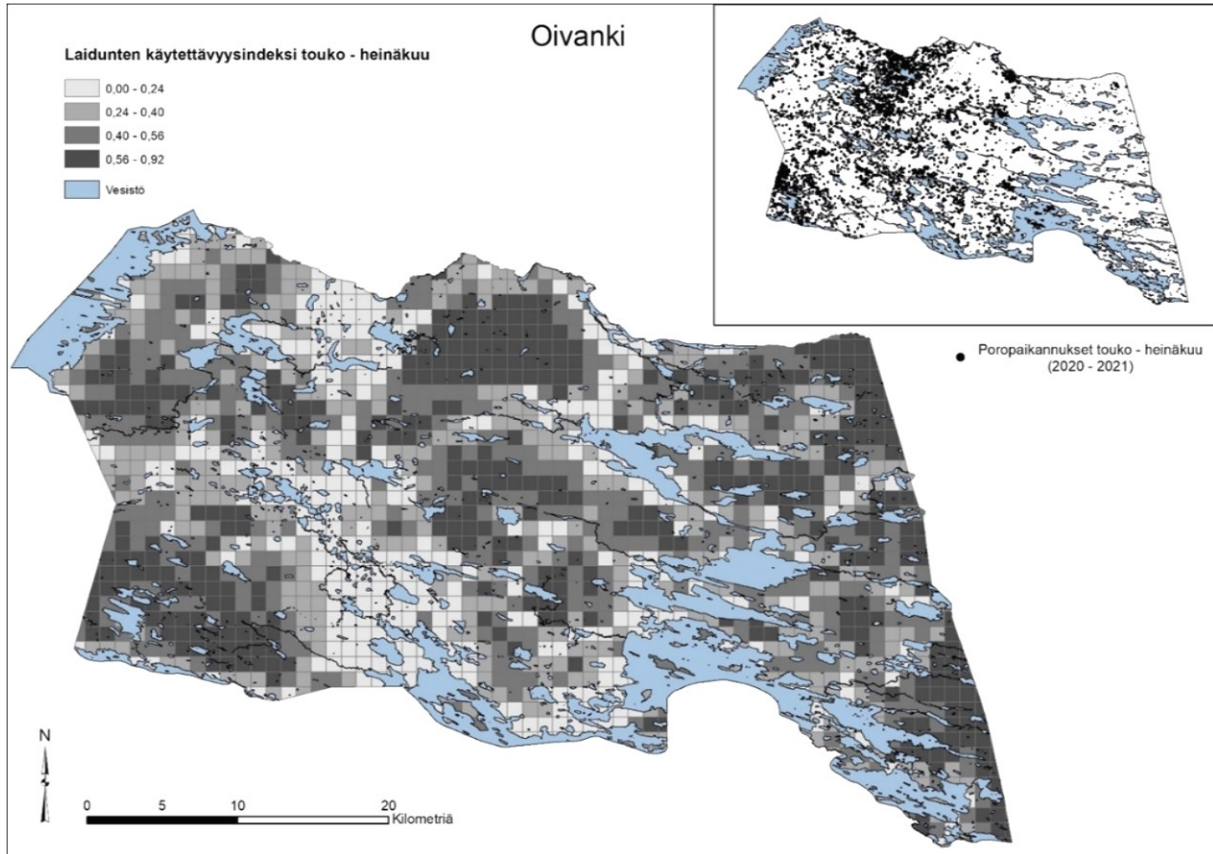 Oivanki
Laidunten käytettävyysindeksi touko - heinäkuu
0,00 - 0,24
0,24 - 0,40
0,40 - 0,56
0,56 - 0,92
Vesistö
Poropaikannukset touko - heinäkuu
(2020 - 2021)
N
0 5 10 20
Kilometriä